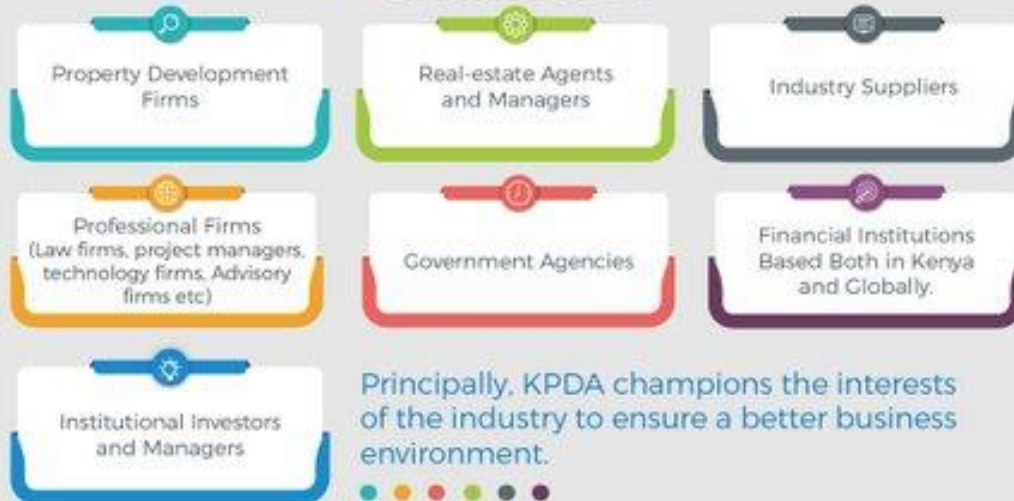 Property Development
Firms
Real-estate Agents
and Managers
Industry Suppliers
Professional Firms
(Law firms, project managers,
technology firms, Advisory
firms etc)
Government Agencies
Financial Institutions
Based Both in Kenya
and Globally.
Institutional Investors
and Managers
Principally, KPDA champions the interests
of the industry to ensure a better business
environment.